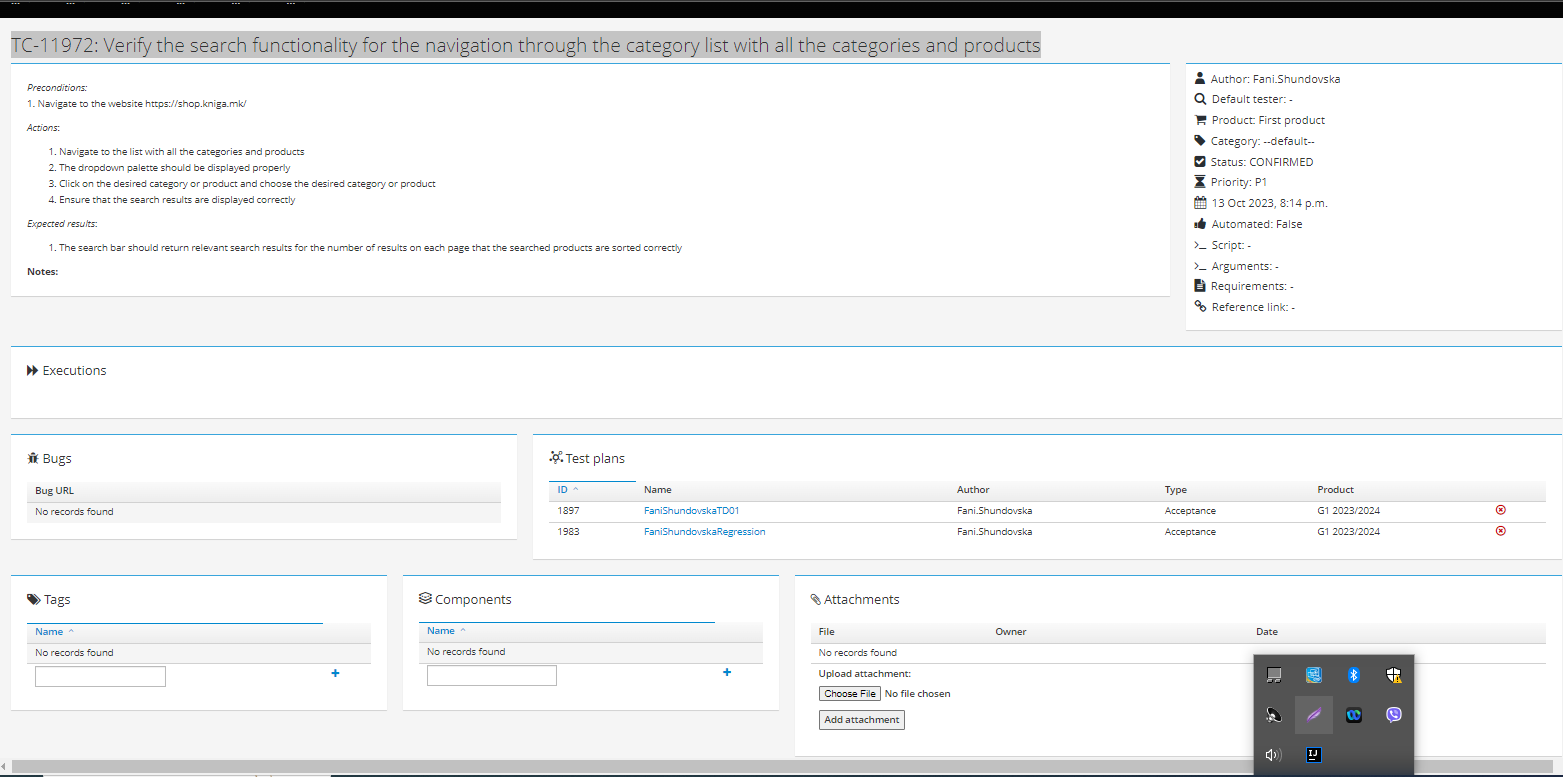 TC-11972: Verify the search functionality for the navigation through the category list with all the categories and products
Preconditions:
1. Navigate to the website https://shop.kniga.mk/
Actions:
1. Navigate to the list with all the categories and products
2. The dropdown palette should be displayed properly
3. Click on the desired category or product and choose the desired category or product
4. Ensure that the search results are displayed correctly
Expected results:
1. The search bar should return relevant search results for the number of results on each page that the searched products are sorted correctly
Notes:
Author: Fani.Shundovska
Default tester: -
Product: First product
Category: --default--
Status: CONFIRMED
Priority: P1
13 Oct 2023, 8:14 p.m.
Automated: False
Script: -
Arguments: -
Requirements: -
Reference link: -
Executions
Bugs
Bug URL
No records found
Test plans
ID Name Author Type Product
1897 FaniShundovskaTD01 Fani.Shundovska Acceptance G1 2023/2024
1983 FaniShundovskaRegression Fani.Shundovska Acceptance G1 2023/2024
Tags
Name
No records found
Components
Name
No records found
Attachments
File Owner Date
No records found
Upload attachment:
Choose File No file chosen
Add attachment
IJ